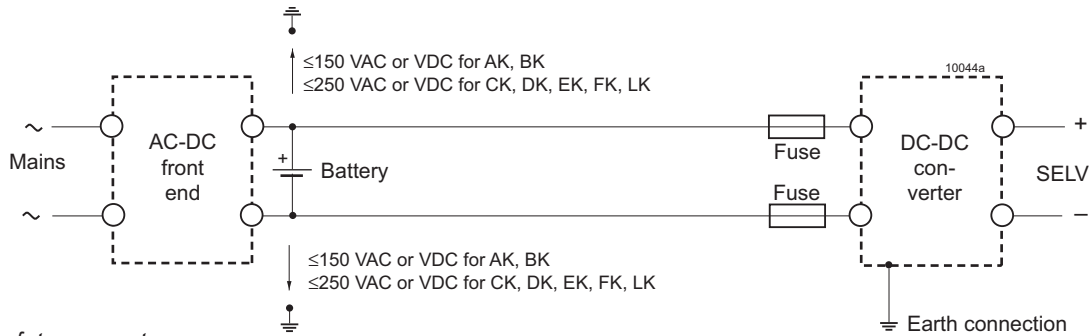 ≤150 VAC or VDC for AK, BK
≤250 VAC or VDC for CK, DK, EK, FK, LK
10044a
~
Mains
~
AC-DC
front
end
+
Battery
Fuse
Fuse
DC-DC
con-
verter
+
SELV
–
≤150 VAC or VDC for AK, BK
≤250 VAC or VDC for CK, DK, EK, FK, LK
Earth connection